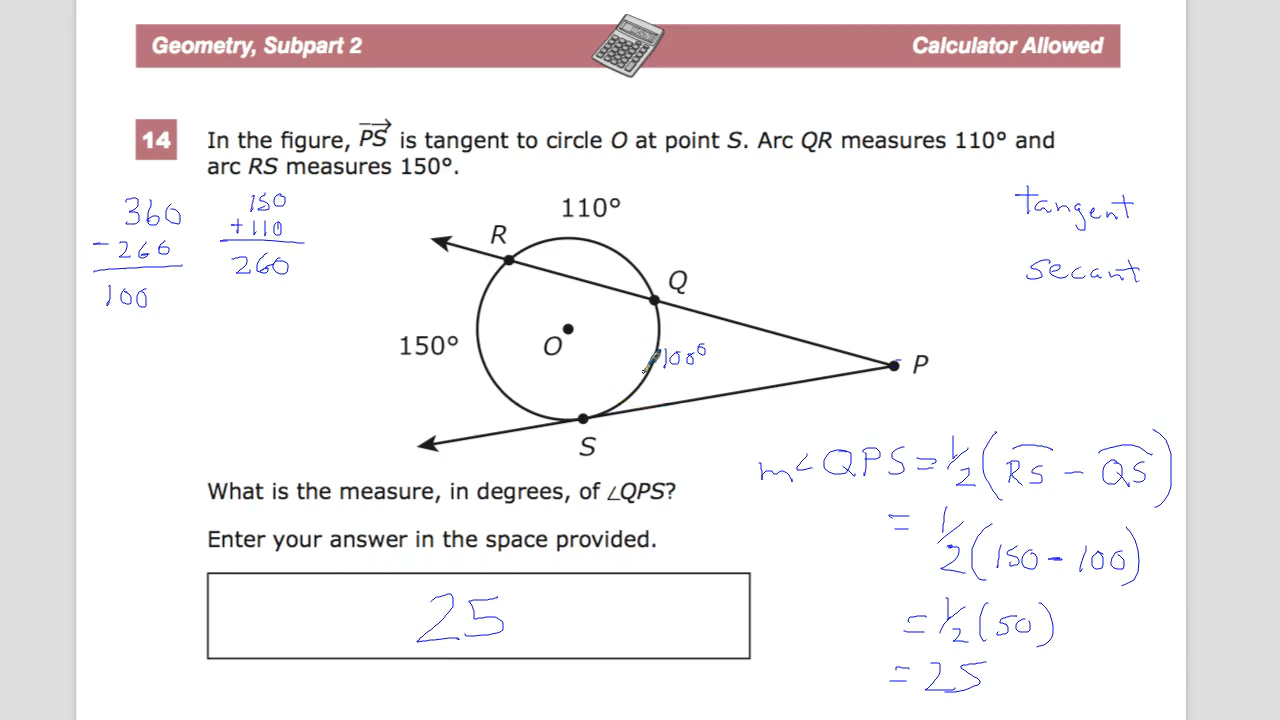 Geometry, Subpart 2
Calculator Allowed
14 In the figure, PS is tangent to circle O at point S. Arc QR measures 110° and
arc RS measures 150°.
360
- 260
100
150
+ 110
260
110°
R
Q
150°
O
100°
P
S
tangent
secant
What is the measure, in degrees, of ∠QPS?
Enter your answer in the space provided.
25
m∠QPS = 1/2 (RS - QS)
= 1/2 (150 - 100)
= 1/2 (50)
= 25